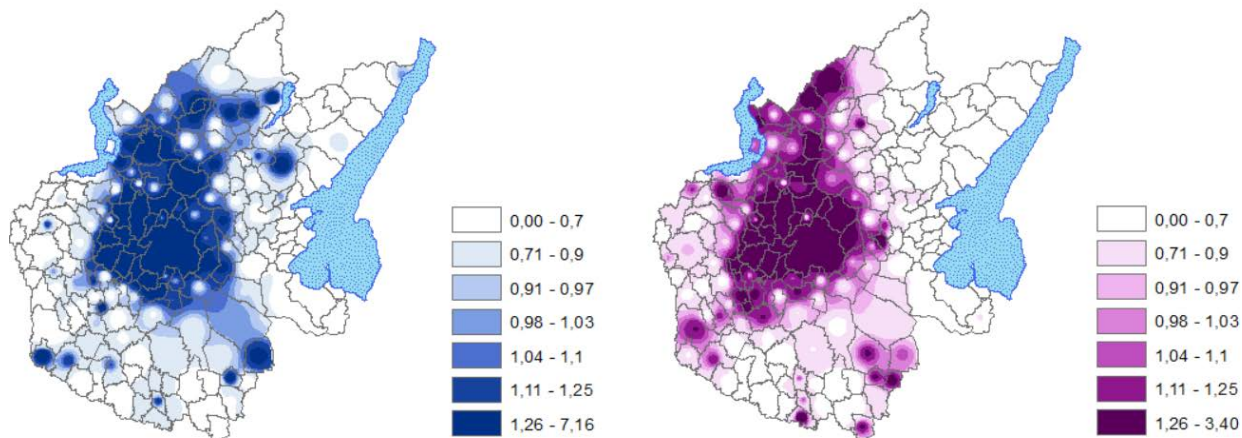 0,00 - 0,7
0,71 - 0,9
0,91 - 0,97
0,98 - 1,03
1,04 - 1,1
1,11 - 1,25
1,26 - 7,16
0,00 - 0,7
0,71 - 0,9
0,91 - 0,97
0,98 - 1,03
1,04 - 1,1
1,11 - 1,25
1,26 - 3,40